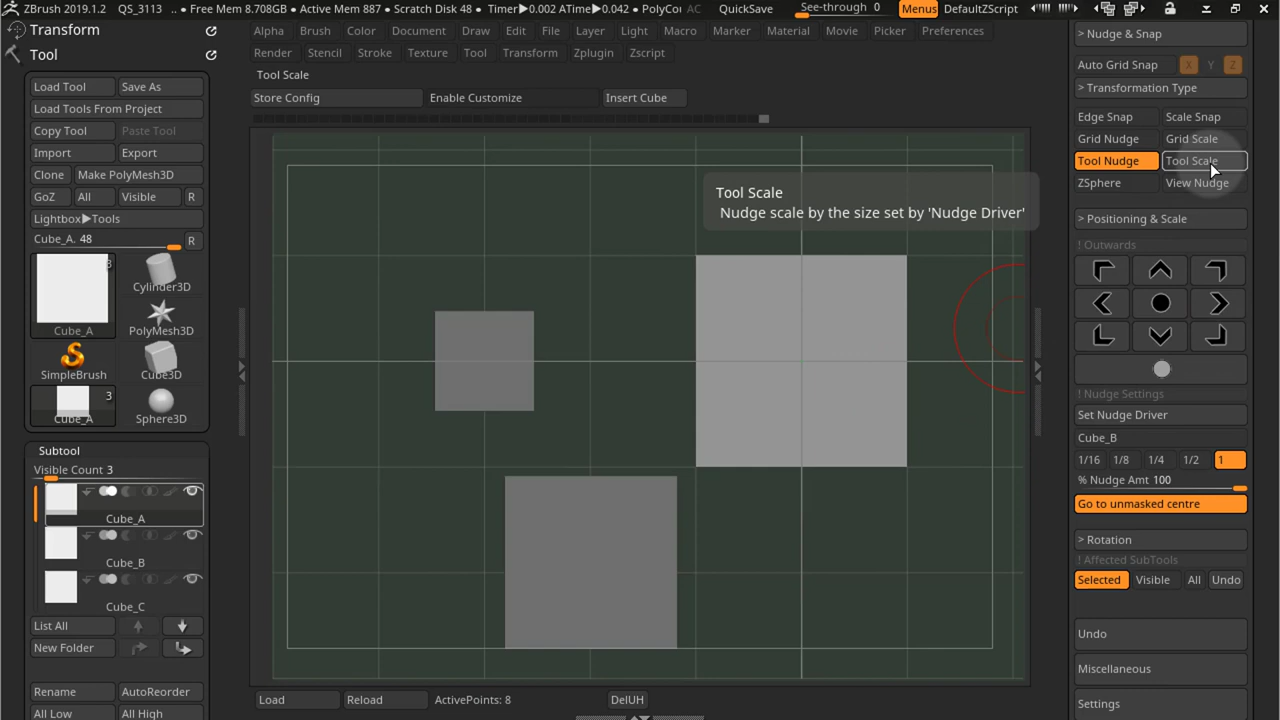 ZBrush 2019.1.2 QS_3113 .. • Free Mem 8.708GB • Active Mem 887 • Scratch Disk 48 • Timer▶0.002 ATime▶0.042 • PolyCou AC QuickSave See-through 0 Menus DefaultZScript
Transform
Tool
Load Tool Save As
Load Tools From Project
Copy Tool Paste Tool
Import Export
Clone Make PolyMesh3D
GoZ All Visible R
Lightbox▶Tools
Cube_A. 48 R
3
Cube_A
Cylinder3D
PolyMesh3D
SimpleBrush
Cube3D
3
Cube_A
Sphere3D
Subtool
Visible Count 3
Cube_A
Cube_B
Cube_C
List All
New Folder
Rename AutoReorder
All Low All High
Alpha Brush Color Document Draw Edit File Layer Light Macro Marker Material Movie Picker Preferences
Render Stencil Stroke Texture Tool Transform Zplugin Zscript
Tool Scale
Store Config Enable Customize Insert Cube
Tool Scale
Nudge scale by the size set by 'Nudge Driver'
Load Reload ActivePoints: 8 DelUH
> Nudge & Snap
Auto Grid Snap X Y Z
> Transformation Type
Edge Snap Scale Snap
Grid Nudge Grid Scale
Tool Nudge Tool Scale
ZSphere View Nudge
> Positioning & Scale
! Outwards
! Nudge Settings
Set Nudge Driver
Cube_B
1/16 1/8 1/4 1/2 1
% Nudge Amt 100
Go to unmasked centre
> Rotation
! Affected SubTools
Selected Visible All Undo
Undo
Miscellaneous
Settings